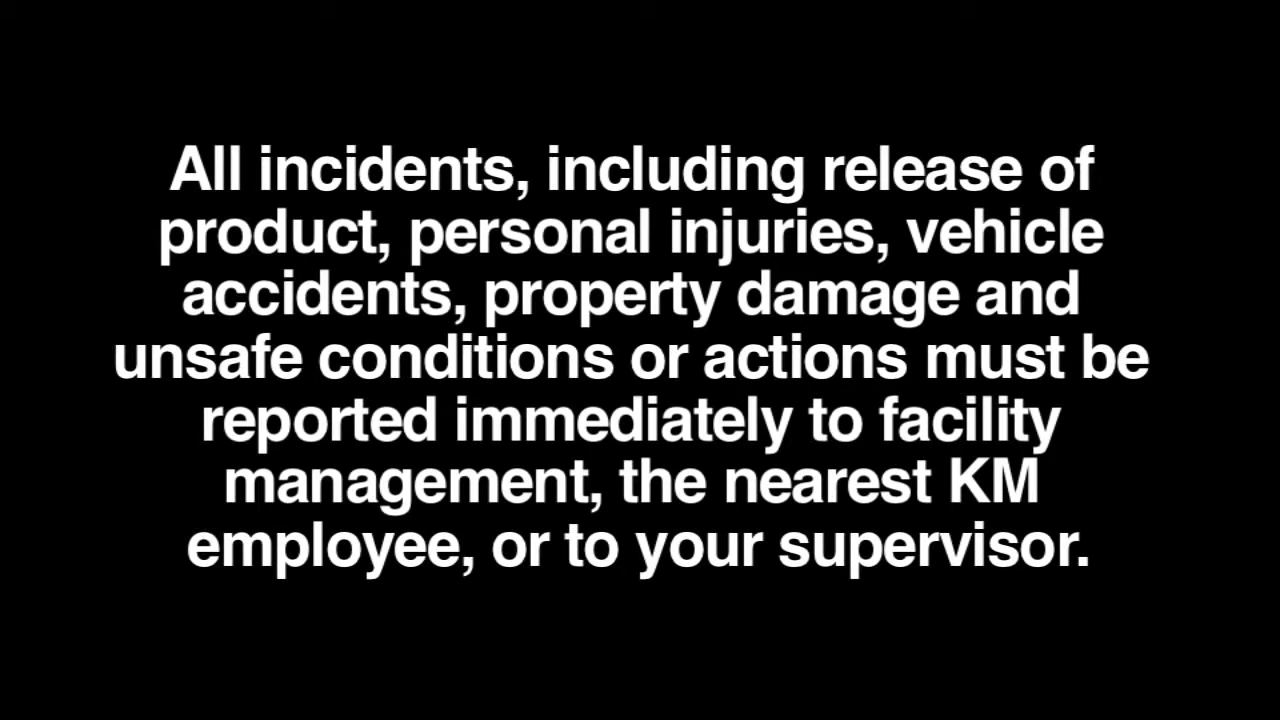 All incidents, including release of
product, personal injuries, vehicle
accidents, property damage and
unsafe conditions or actions must be
reported immediately to facility
management, the nearest KM
employee, or to your supervisor.